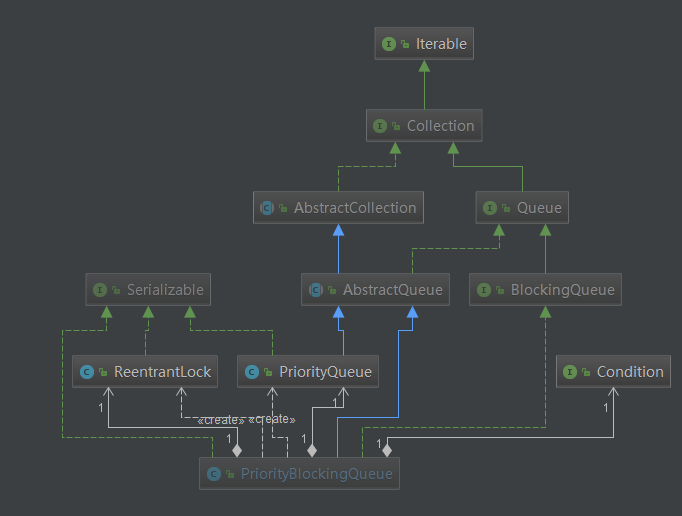 I Iterable
I Collection
C AbstractCollection
I Queue
I Serializable
C AbstractQueue
I BlockingQueue
C ReentrantLock
C PriorityQueue
I Condition
1
1
1
«create»
«create»
1
1
1
C PriorityBlockingQueue